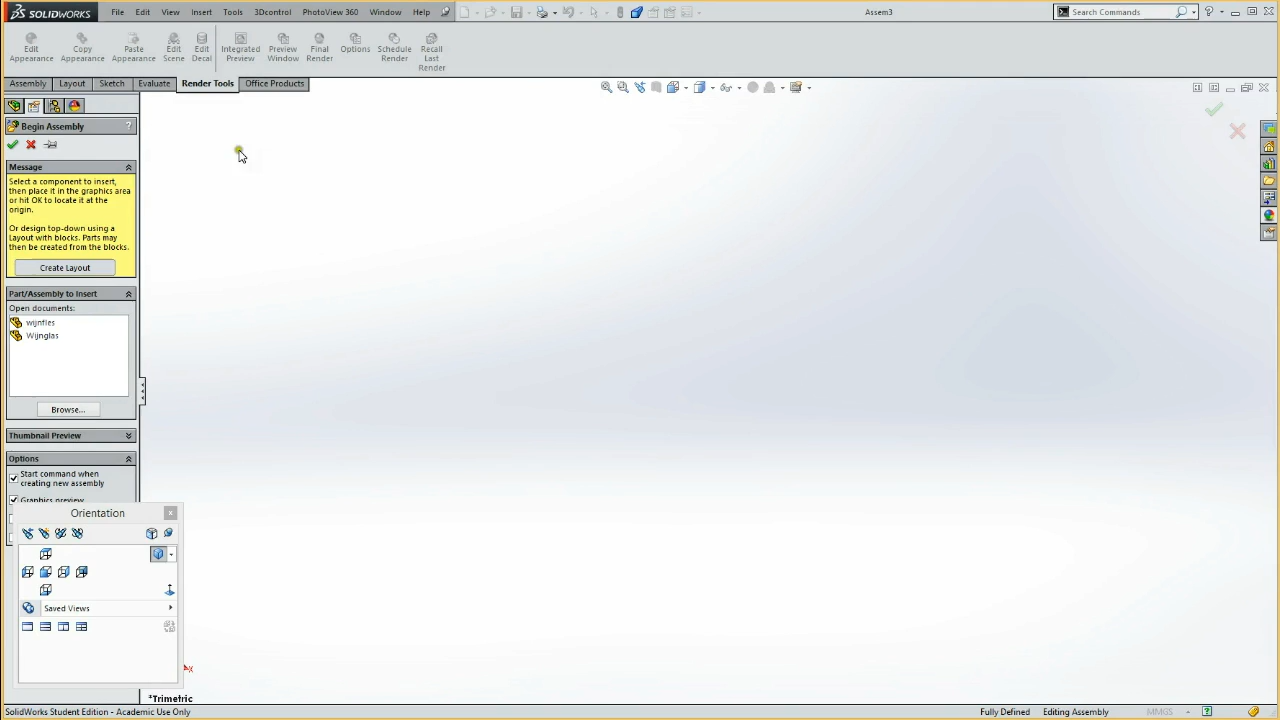 SOLIDWORKS File Edit View Insert Tools 3Dcontrol PhotoView 360 Window Help Assem3 Search Commands ?
Edit Appearance Copy Appearance Paste Appearance Edit Scene Edit Decal Integrated Preview Preview Window Final Render Options Schedule Render Recall Last Render
Assembly Layout Sketch Evaluate Render Tools Office Products
Begin Assembly ?
Message
Select a component to insert,
then place it in the graphics area
or hit OK to locate it at the
origin.
Or design top-down using a
Layout with blocks. Parts may
then be created from the blocks.
Create Layout
Part/Assembly to Insert
Open documents:
wijnfles
Wijnglas
Browse...
Thumbnail Preview
Options
Start command when
creating new assembly
Graphics preview
Orientation
Saved Views
*Trimetric
SolidWorks Student Edition - Academic Use Only Fully Defined Editing Assembly MMGS